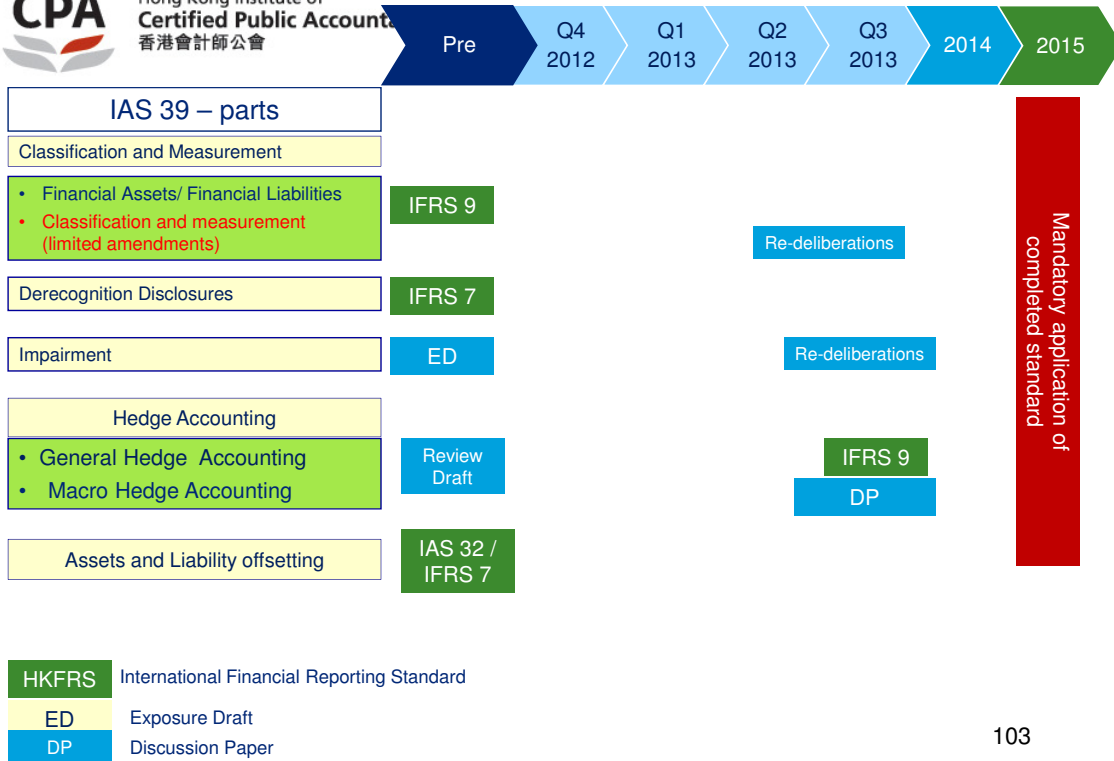 CPA
Hong Kong Institute of
Certified Public Accounta
香港會計師公會
Pre
Q4
2012
Q1
2013
Q2
2013
Q3
2013
2014
2015
IAS 39 – parts
Classification and Measurement
• Financial Assets/ Financial Liabilities
• Classification and measurement
(limited amendments)
IFRS 9
Re-deliberations
Derecognition Disclosures
IFRS 7
Impairment
ED
Re-deliberations
Hedge Accounting
• General Hedge Accounting
• Macro Hedge Accounting
Review
Draft
IFRS 9
DP
Assets and Liability offsetting
IAS 32 /
IFRS 7
Mandatory application of
completed standard
HKFRS International Financial Reporting Standard
ED Exposure Draft
DP Discussion Paper
103